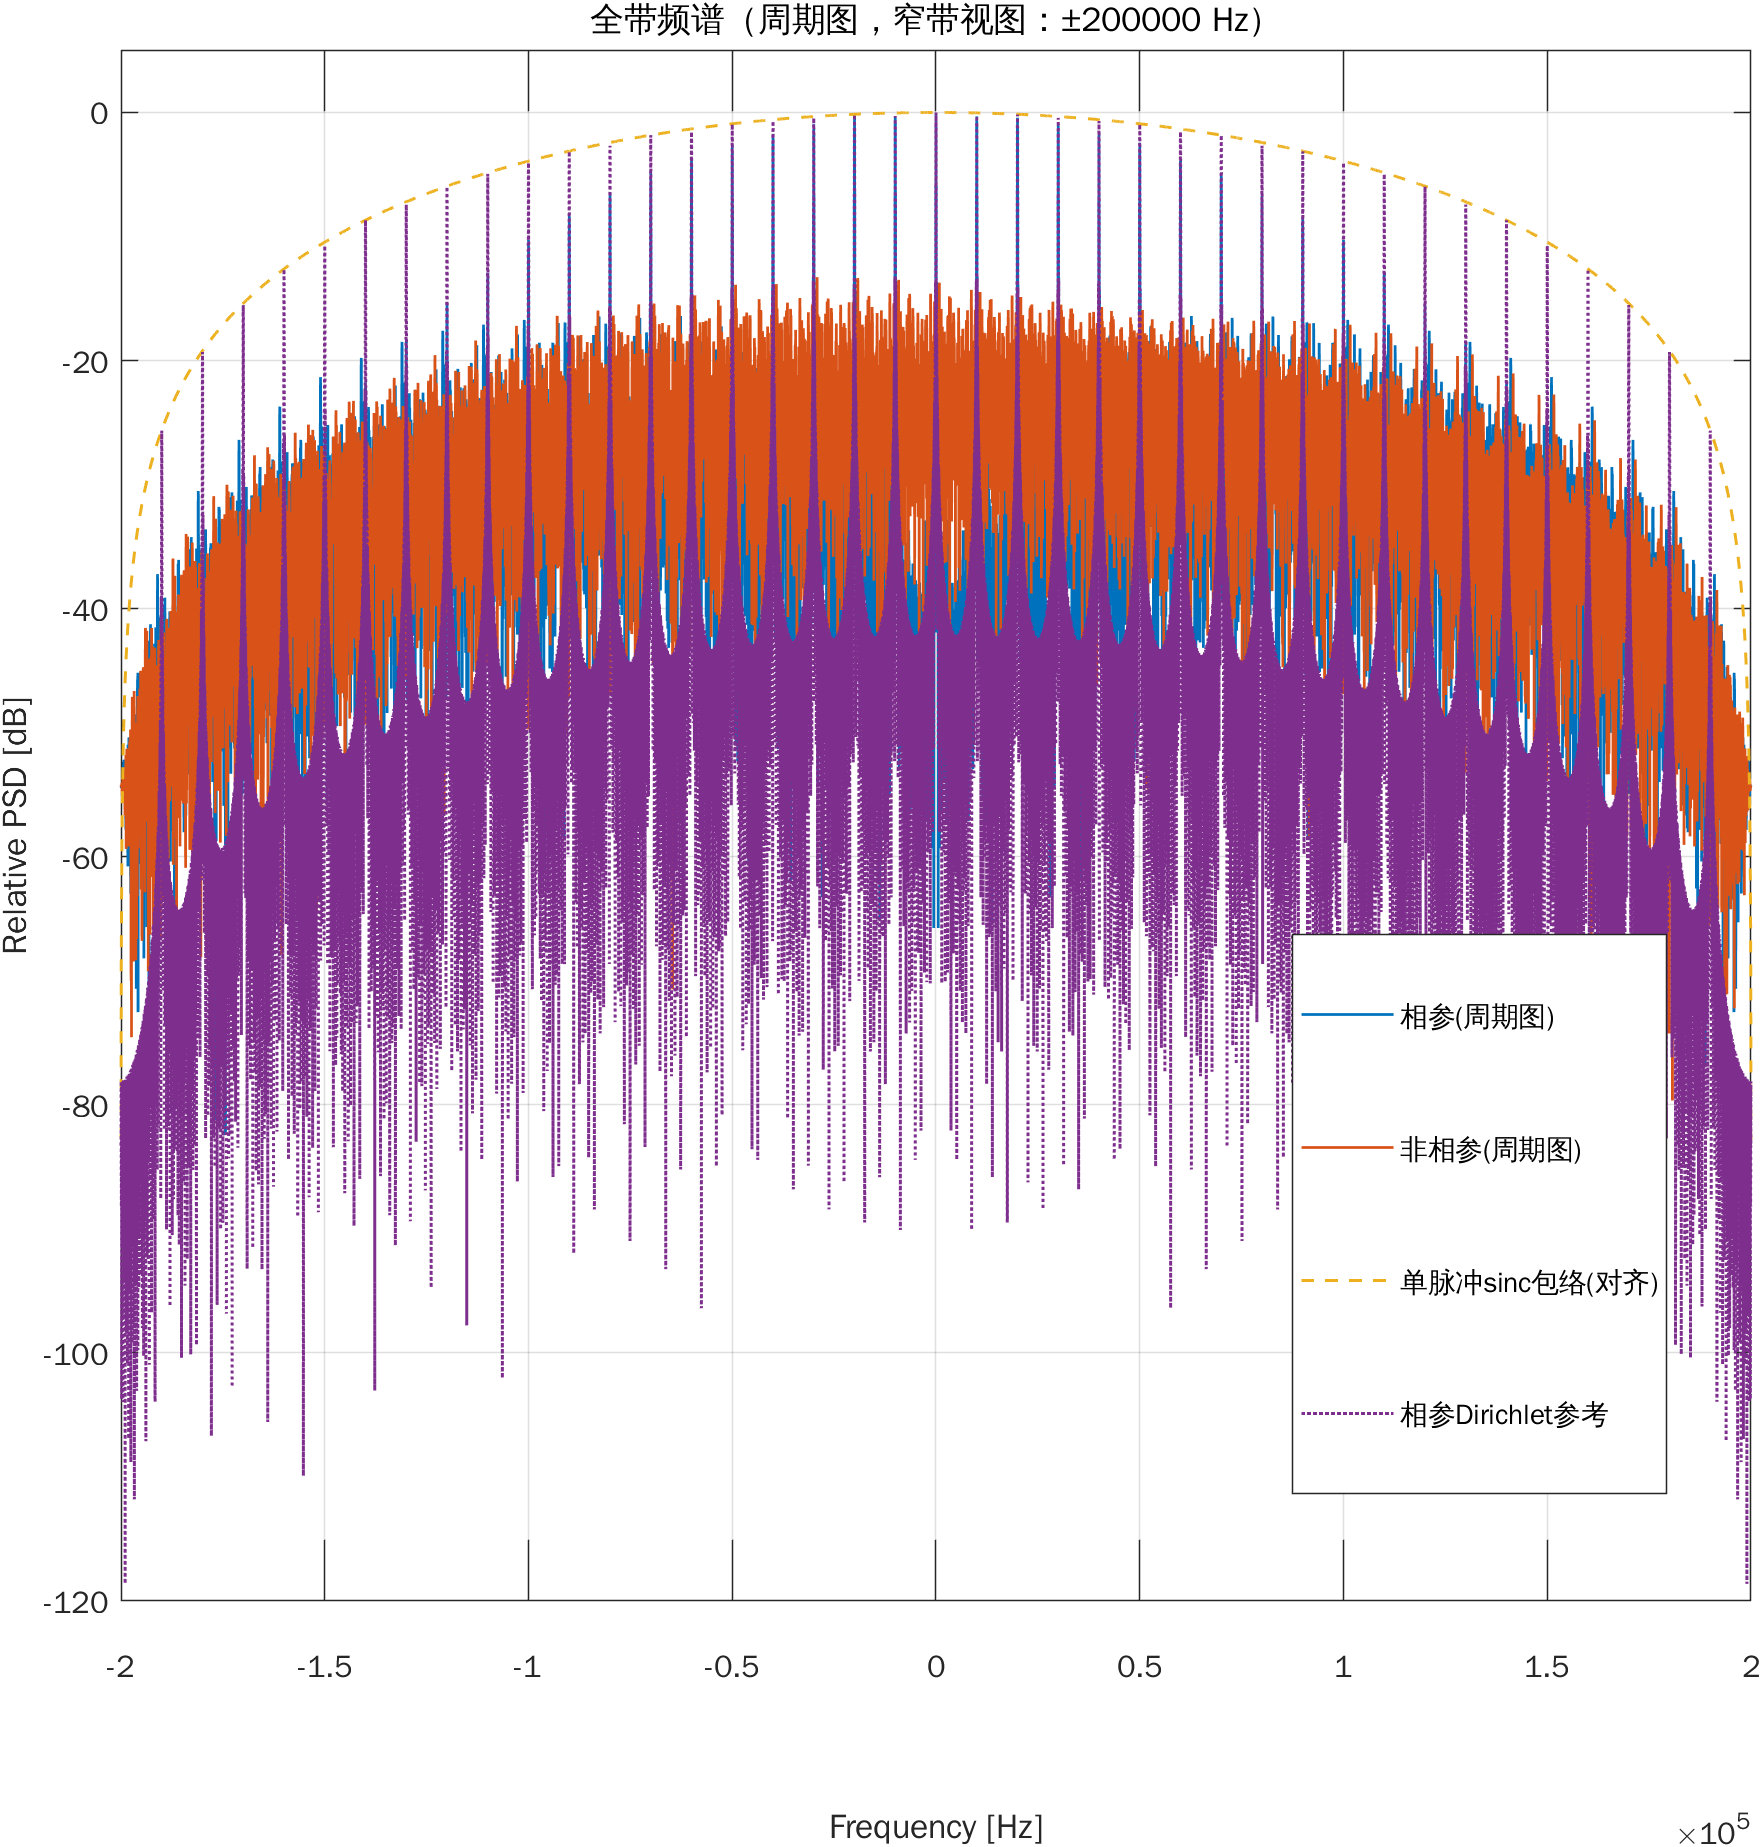 全带频谱（周期图，窄带视图：±200000 Hz）
0
-20
-40
-60
-80
-100
-120
Relative PSD [dB]
相参(周期图)
非相参(周期图)
单脉冲sinc包络(对齐)
相参Dirichlet参考
-2 -1.5 -1 -0.5 0 0.5 1 1.5 2
Frequency [Hz]
×10⁵